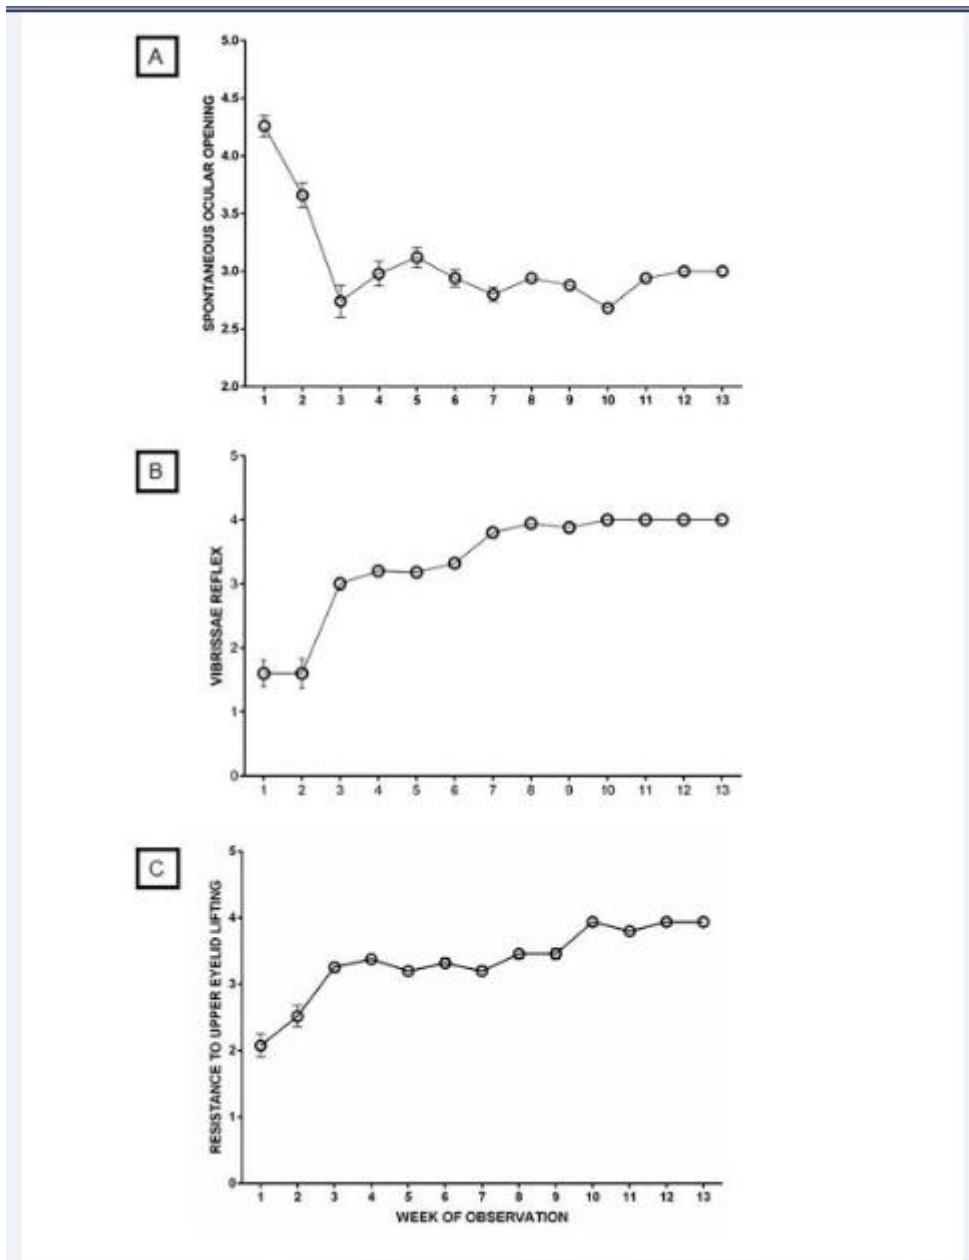 A
SPONTANEOUS OCULAR OPENING
5.0
4.5
4.0
3.5
3.0
2.5
2.0
1 2 3 4 5 6 7 8 9 10 11 12 13
B
VIBRISSAE REFLEX
5
4
3
2
1
0
1 2 3 4 5 6 7 8 9 10 11 12 13
C
RESISTANCE TO UPPER EYELID LIFTING
5
4
3
2
1
0
1 2 3 4 5 6 7 8 9 10 11 12 13
WEEK OF OBSERVATION